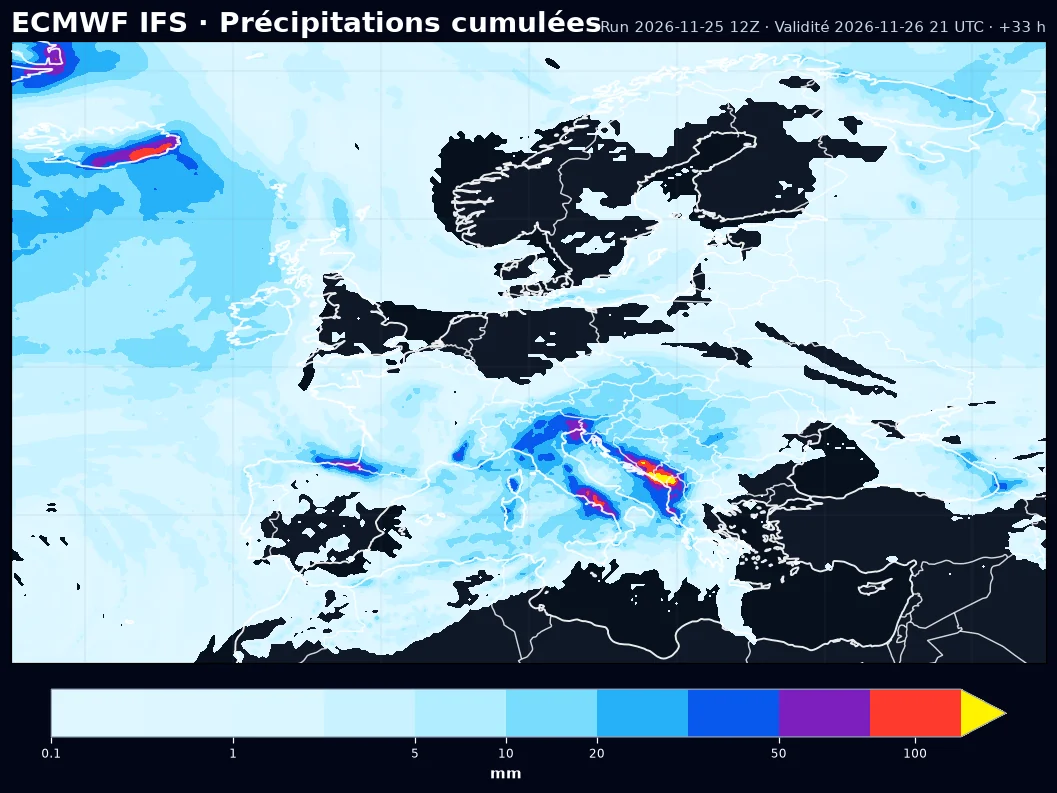 ECMWF IFS · Précipitations cumulées
Run 2026-11-25 12Z · Validité 2026-11-26 21 UTC · +33 h
0.1 1 5 10 20 50 100
mm